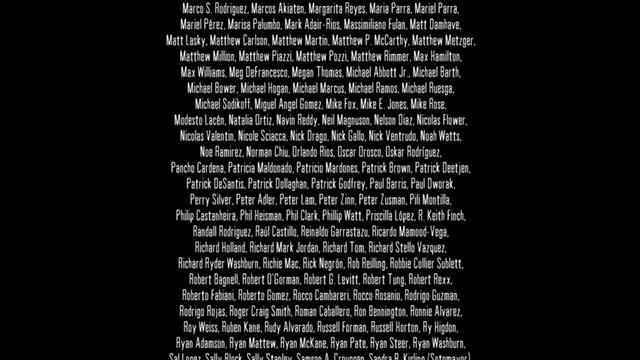 Marco S. Rodriguez, Marcos Akiaten, Margarita Reyes, Maria Parra, Mariel Parra,
Mariel Pérez, Marisa Palumbo, Mark Adair-Rios, Massimiliano Fulan, Matt Damhave,
Matt Lasky, Matthew Carlson, Matthew Martin, Matthew P. McCarthy, Matthew Metzger,
Matthew Million, Matthew Piazzi, Matthew Pozzi, Matthew Rimmer, Max Hamilton,
Max Williams, Meg DeFrancesco, Megan Thomas, Michael Abbott Jr., Michael Barth,
Michael Bower, Michael Hogan, Michael Marcus, Michael Ramos, Michael Ruesga,
Michael Sodikoff, Miguel Angel Gomez, Mike Fox, Mike E. Jones, Mike Rose,
Modesto Lacén, Natalia Ortiz, Navin Reddy, Neil Magnuson, Nelson Diaz, Nicolas Flower,
Nicolas Valentin, Nicole Sciacca, Nick Drago, Nick Gallo, Nick Ventrudo, Noah Watts,
Noe Ramirez, Norman Chiu, Orlando Rios, Oscar Orosco, Oskar Rodríguez,
Pancho Cardena, Patricia Maldonado, Patricio Mardones, Patrick Brown, Patrick Deetjen,
Patrick DeSantis, Patrick Dollaghan, Patrick Godfrey, Paul Barris, Paul Dworak,
Perry Silver, Peter Adler, Peter Lam, Peter Zinn, Peter Zusman, Pili Montilla,
Philip Castanheira, Phil Heisman, Phil Clark, Phillip Watt, Priscilla López, R. Keith Finch,
Randall Rodriguez, Raúl Castillo, Reinaldo Garrastazu, Ricardo Mamood-Vega,
Richard Holland, Richard Mark Jordan, Richard Tom, Richard Stello Vazquez,
Richard Ryder Washburn, Richie Mac, Rick Negrón, Rob Reilling, Robbie Collier Sublett,
Robert Bagnell, Robert O'Gorman, Robert G. Levitt, Robert Tung, Robert Rexx,
Roberto Fabiani, Roberto Gomez, Rocco Cambareri, Rocco Rosanio, Rodrigo Guzman,
Rodrigo Rojas, Roger Craig Smith, Roman Caballero, Ron Bennington, Ronnie Alvarez,
Roy Weiss, Ruben Kane, Rudy Alvarado, Russell Forman, Russell Horton, Ry Higdon,
Ryan Adamson, Ryan Mattew, Ryan McKane, Ryan Pate, Ryan Steer, Ryan Washburn,
Sal Lopez, Sally Block, Sally Stanley, Samson A. Crouppen, Sandra R. Kisling (Sotomayor)